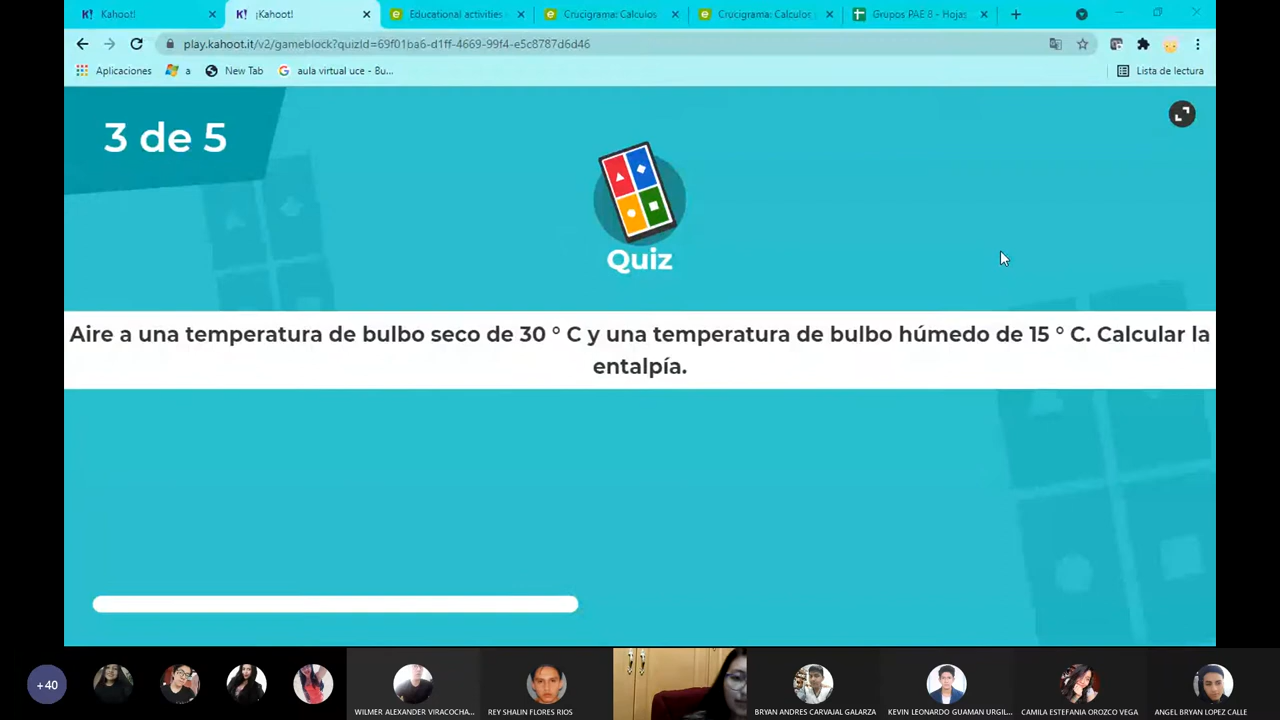 Kahoot!
¡Kahoot!
Educational activities
Crucigrama: Calculos
Crucigrama: Calculos
Grupos PAE 8 - Hojas
play.kahoot.it/v2/gameblock?quizId=69f01ba6-d1ff-4669-99f4-e5c8787d6d46
Aplicaciones
a
New Tab
aula virtual uce - Bu...
Lista de lectura
3 de 5
Quiz
Aire a una temperatura de bulbo seco de 30 ° C y una temperatura de bulbo húmedo de 15 ° C. Calcular la
entalpía.
+40
WILMER ALEXANDER VIRACOCHA...
REY SHALIN FLORES RIOS
BRYAN ANDRES CARVAJAL GALARZA
KEVIN LEONARDO GUAMAN URGIL...
CAMILA ESTEFANIA OROZCO VEGA
ANGEL BRYAN LOPEZ CALLE